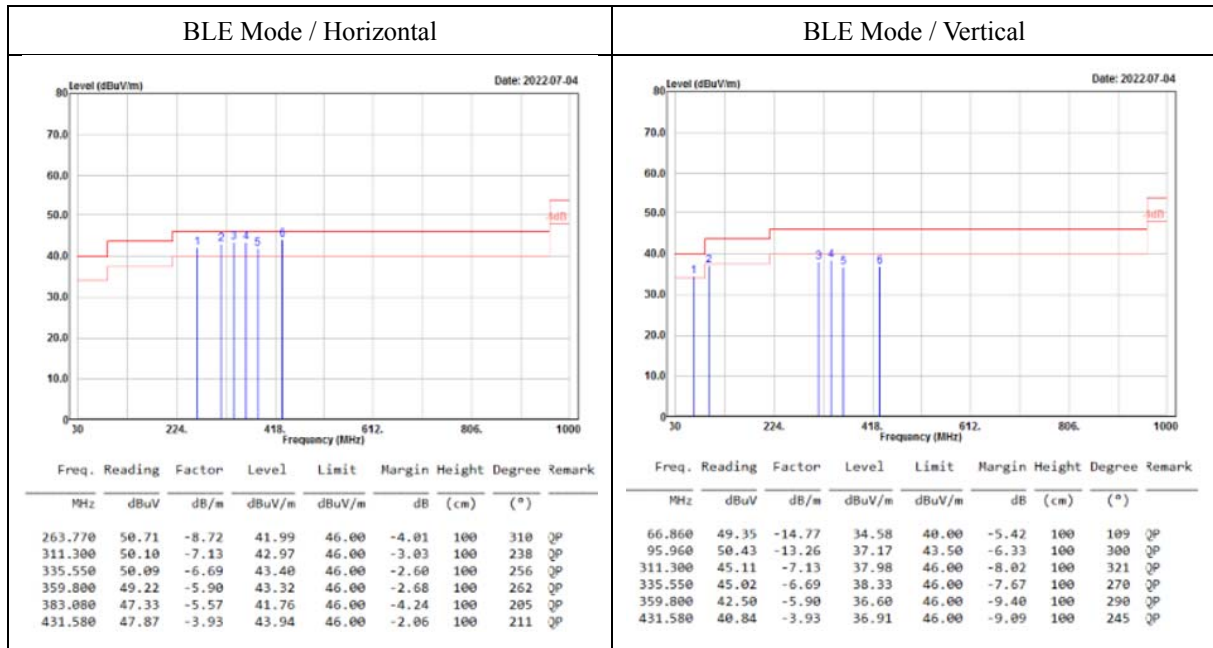 BLE Mode / Horizontal
BLE Mode / Vertical
Level (dBuV/m)
Date: 2022-07-04
80
70.0
60.0
50.0
40.0
30.0
20.0
10.0
0
-6dB
1
2
3
4
5
6
30
224.
418.
612.
806.
1000
Frequency (MHz)
Freq. Reading Factor Level Limit Margin Height Degree Remark
MHz dBuV dB/m dBuV/m dBuV/m dB (cm) (°)
263.770 50.71 -8.72 41.99 46.00 -4.01 100 310 QP
311.300 50.10 -7.13 42.97 46.00 -3.03 100 238 QP
335.550 50.09 -6.69 43.40 46.00 -2.60 100 256 QP
359.800 49.22 -5.90 43.32 46.00 -2.68 100 262 QP
383.080 47.33 -5.57 41.76 46.00 -4.24 100 205 QP
431.580 47.87 -3.93 43.94 46.00 -2.06 100 211 QP
Level (dBuV/m)
Date: 2022-07-04
80
70.0
60.0
50.0
40.0
30.0
20.0
10.0
0
-6dB
1
2
3
4
5
6
30
224.
418.
612.
806.
1000
Frequency (MHz)
Freq. Reading Factor Level Limit Margin Height Degree Remark
MHz dBuV dB/m dBuV/m dBuV/m dB (cm) (°)
66.860 49.35 -14.77 34.58 40.00 -5.42 100 109 QP
95.960 50.43 -13.26 37.17 43.50 -6.33 100 300 QP
311.300 45.11 -7.13 37.98 46.00 -8.02 100 321 QP
335.550 45.02 -6.69 38.33 46.00 -7.67 100 270 QP
359.800 42.50 -5.90 36.60 46.00 -9.40 100 290 QP
431.580 40.84 -3.93 36.91 46.00 -9.09 100 245 QP